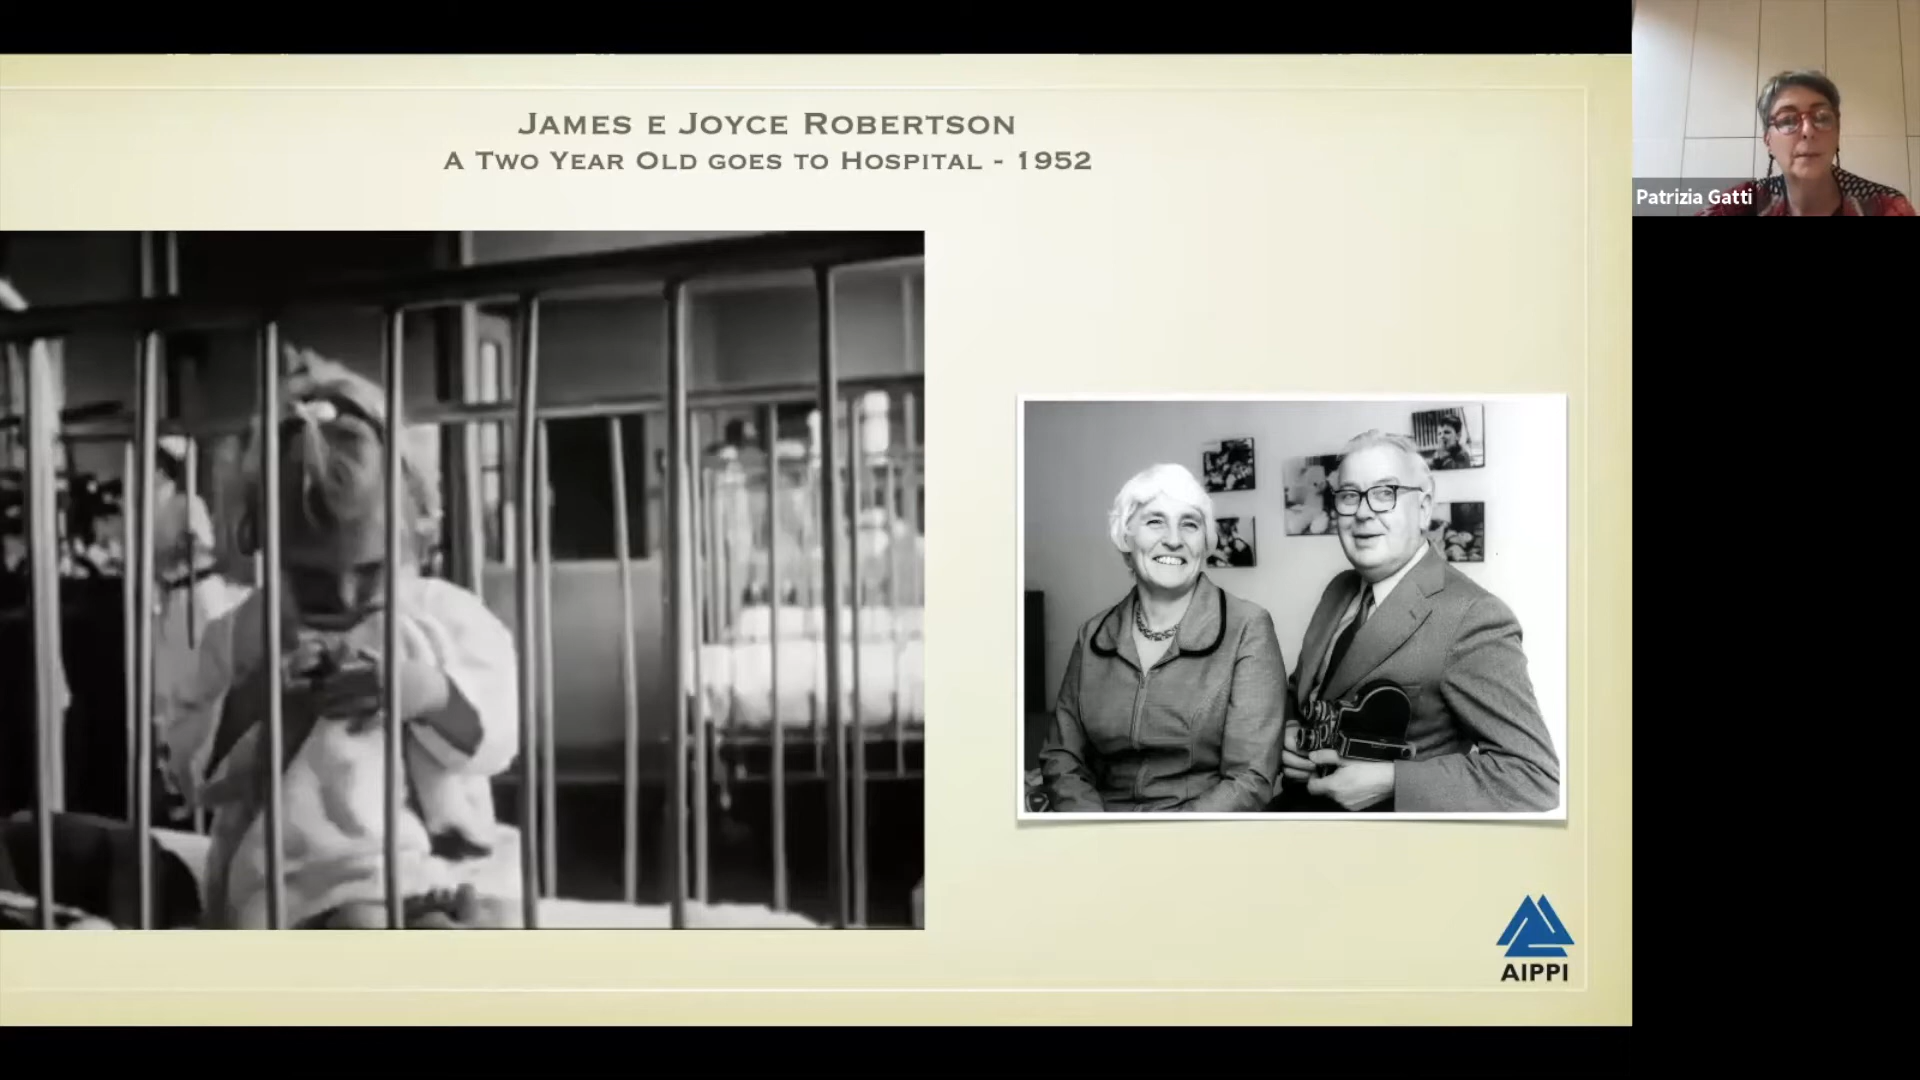 James e Joyce Robertson
A Two Year Old goes to Hospital - 1952
Patrizia Gatti
AIPPI